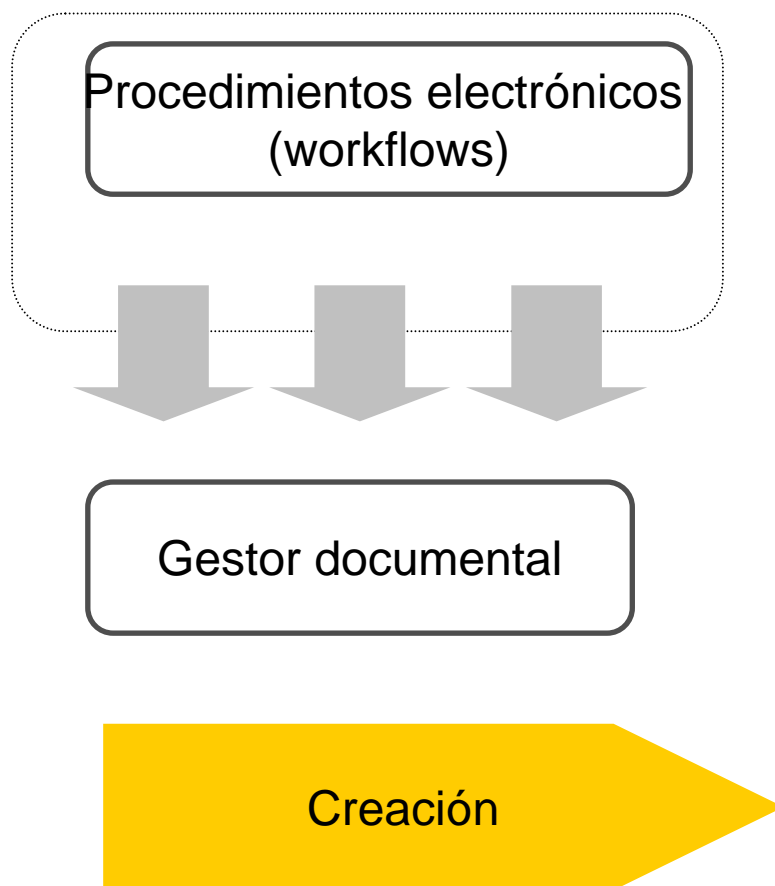 Procedimientos electrónicos
(workflows)
Gestor documental
Creación